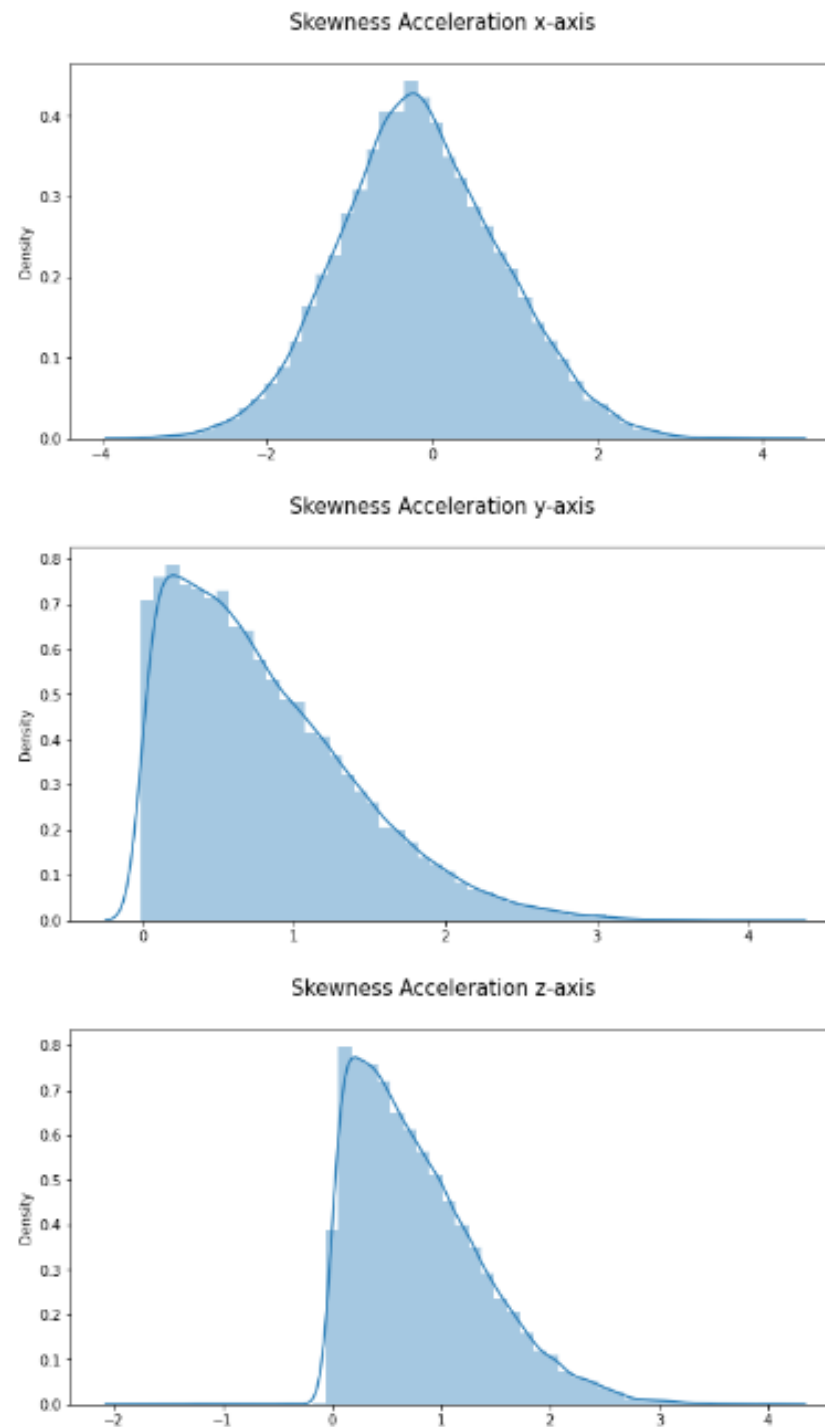 Skewness Acceleration x-axis
0.4
0.3
0.2
0.1
0.0
Density
−4 −2 0 2 4
Skewness Acceleration y-axis
0.8
0.7
0.6
0.5
0.4
0.3
0.2
0.1
0.0
Density
0 1 2 3 4
Skewness Acceleration z-axis
0.8
0.7
0.6
0.5
0.4
0.3
0.2
0.1
0.0
Density
−2 −1 0 1 2 3 4